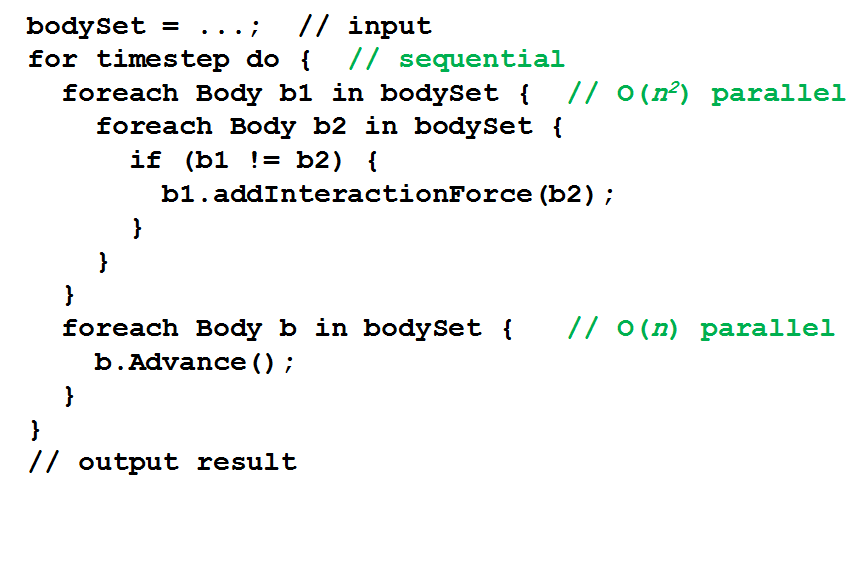 bodySet = ...;  // input
for timestep do {  // sequential
  foreach Body b1 in bodySet {  // O(n²) parallel
    foreach Body b2 in bodySet {
      if (b1 != b2) {
        b1.addInteractionForce(b2);
      }
    }
  }
  foreach Body b in bodySet {   // O(n) parallel
    b.Advance();
  }
}
// output result